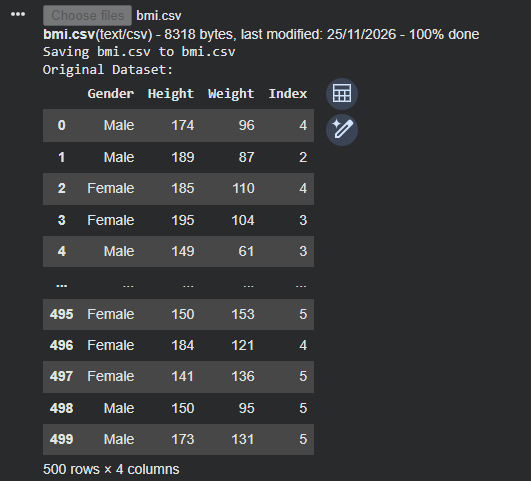 Choose files bmi.csv
bmi.csv(text/csv) - 8318 bytes, last modified: 25/11/2026 - 100% done
Saving bmi.csv to bmi.csv
Original Dataset:
Gender Height Weight Index
0 Male 174 96 4
1 Male 189 87 2
2 Female 185 110 4
3 Female 195 104 3
4 Male 149 61 3
... ... ... ... ...
495 Female 150 153 5
496 Female 184 121 4
497 Female 141 136 5
498 Male 150 95 5
499 Male 173 131 5
500 rows × 4 columns